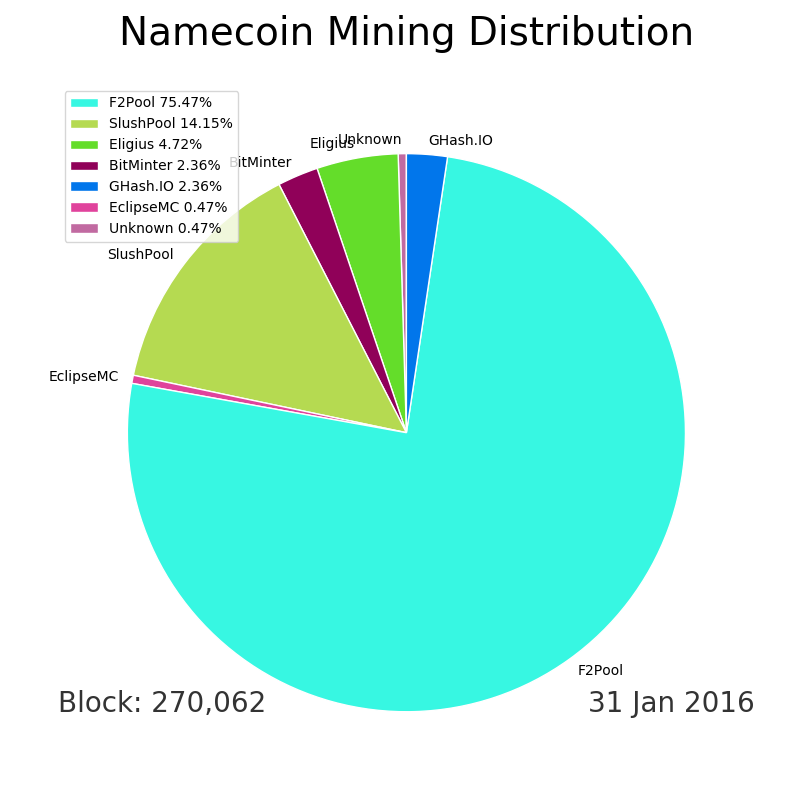 Namecoin Mining Distribution
F2Pool 75.47%
SlushPool 14.15%
Eligius 4.72%
BitMinter 2.36%
GHash.IO 2.36%
EclipseMC 0.47%
Unknown 0.47%
Unknown
GHash.IO
Eligius
BitMinter
SlushPool
EclipseMC
F2Pool
Block: 270,062
31 Jan 2016